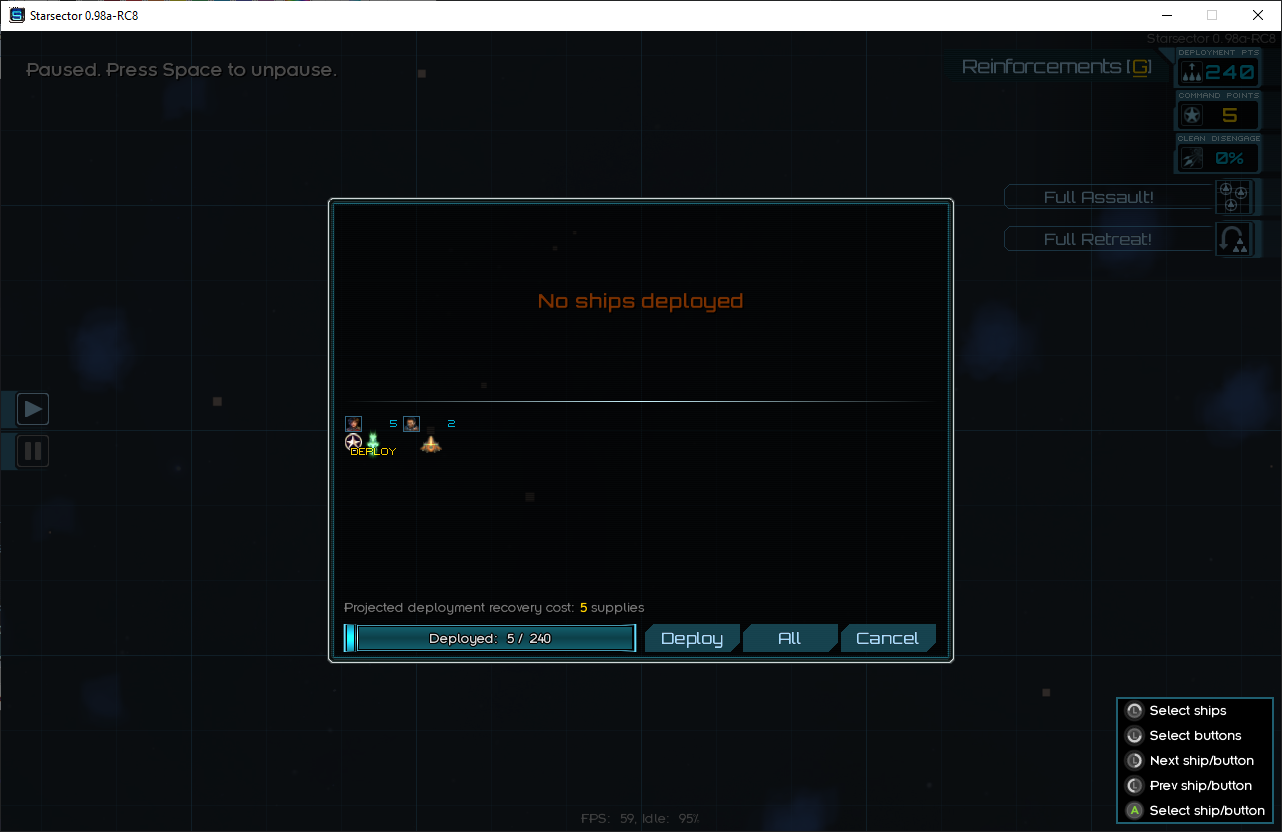 Starsector 0.98a-RC8
Starsector 0.98a-RC8
Paused. Press Space to unpause.
Reinforcements [G]
DEPLOYMENT PTS
240
COMMAND POINTS
5
CLEAN DISENGAGE
0%
Full Assault!
Full Retreat!
No ships deployed
5 2
DEPLOY
Projected deployment recovery cost: 5 supplies
Deployed: 5 / 240
Deploy
All
Cancel
Select ships
Select buttons
Next ship/button
Prev ship/button
A Select ship/button
FPS: 59, Idle: 95%